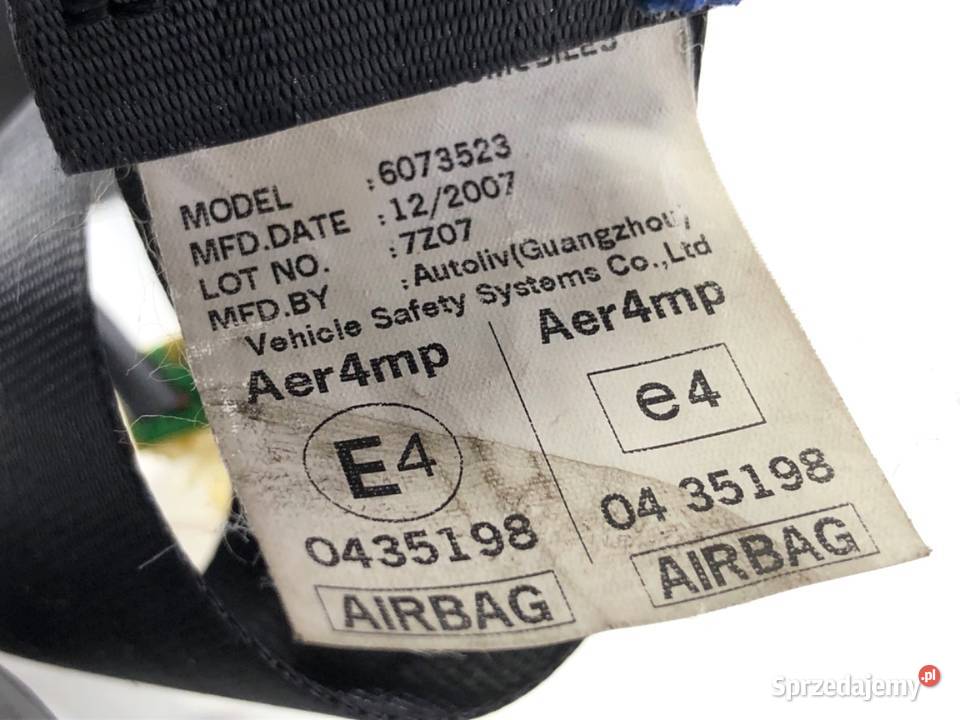 MODEL :6073523
MFD.DATE :12/2007
LOT NO. :7Z07
MFD.BY :Autoliv(Guangzhou)
Vehicle Safety Systems Co.,Ltd
Aer4mp Aer4mp
E4 e4
0435198 04 35198
AIRBAG AIRBAG
Sprzedajemy.pl